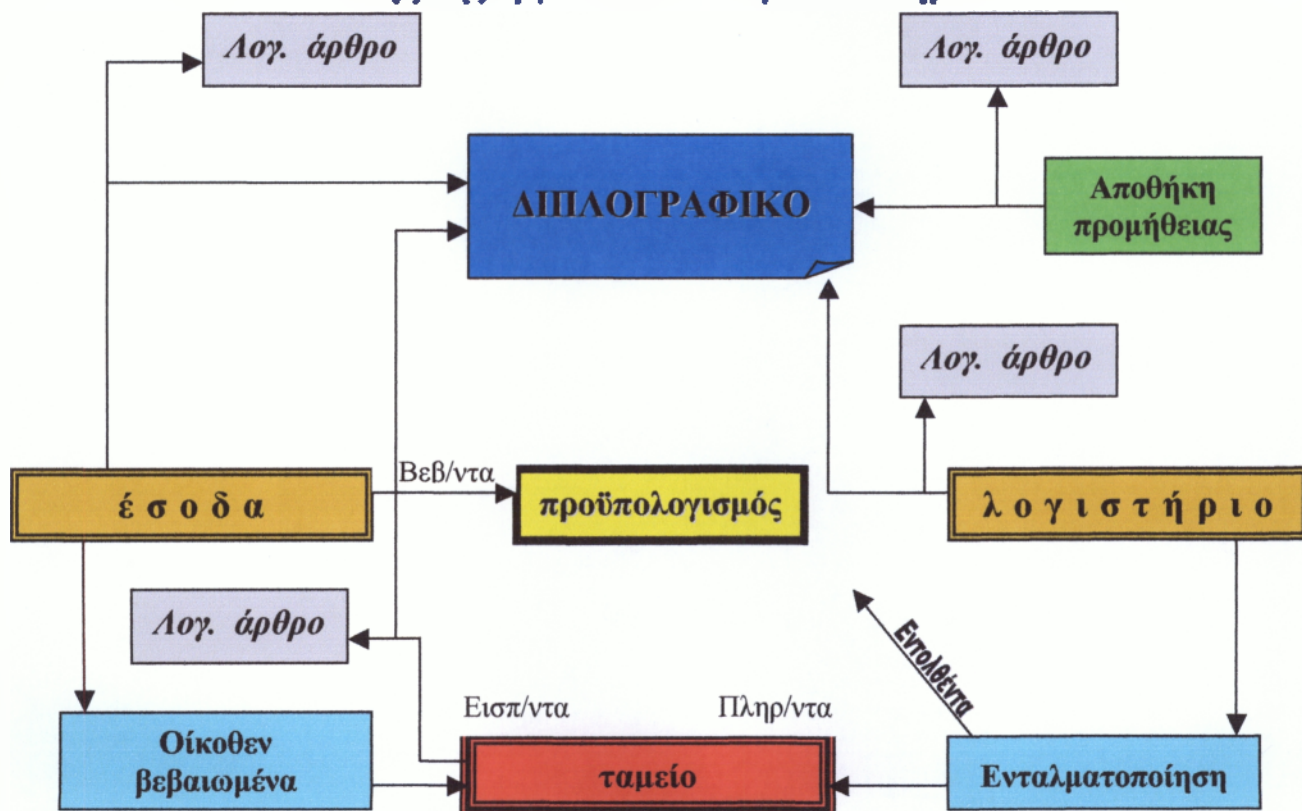 Λογ. άρθρο
Λογ. άρθρο
ΔΙΠΛΟΓΡΑΦΙΚΟ
Αποθήκη
προμήθειας
Λογ. άρθρο
Βεβ/ντα
έσοδα
προϋπολογισμός
λογιστήριο
Λογ. άρθρο
Εντολθέντα
Εισπ/ντα
Πληρ/ντα
Οίκοθεν
βεβαιωμένα
ταμείο
Ενταλματοποίηση